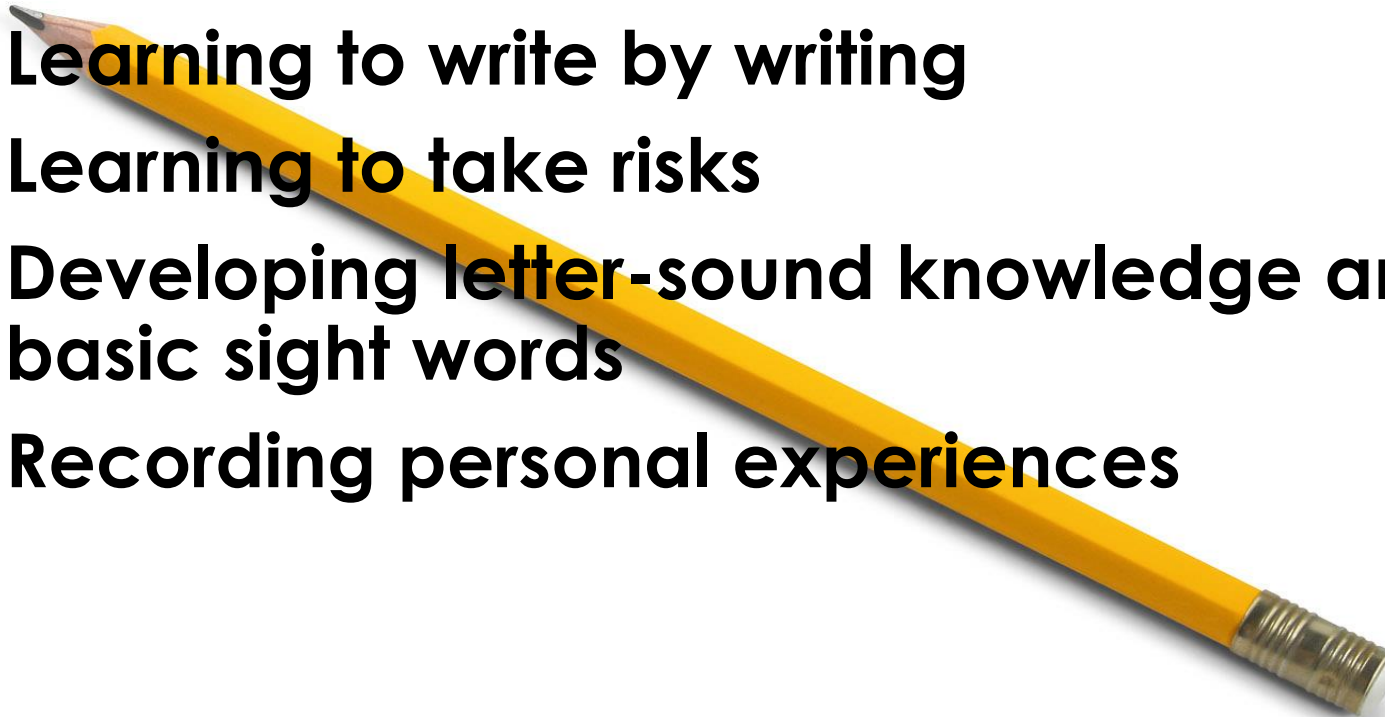 Learning to write by writing
Learning to take risks
Developing letter-sound knowledge
basic sight words
Recording personal experiences